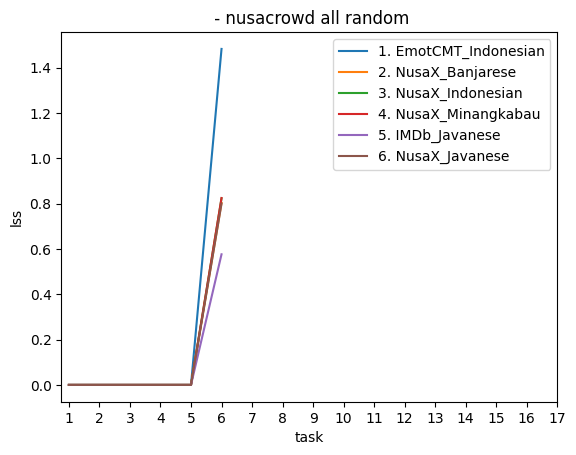 - nusacrowd all random
1. EmotCMT_Indonesian
2. NusaX_Banjarese
3. NusaX_Indonesian
4. NusaX_Minangkabau
5. IMDb_Javanese
6. NusaX_Javanese
lss
1.4
1.2
1.0
0.8
0.6
0.4
0.2
0.0
1 2 3 4 5 6 7 8 9 10 11 12 13 14 15 16 17
task